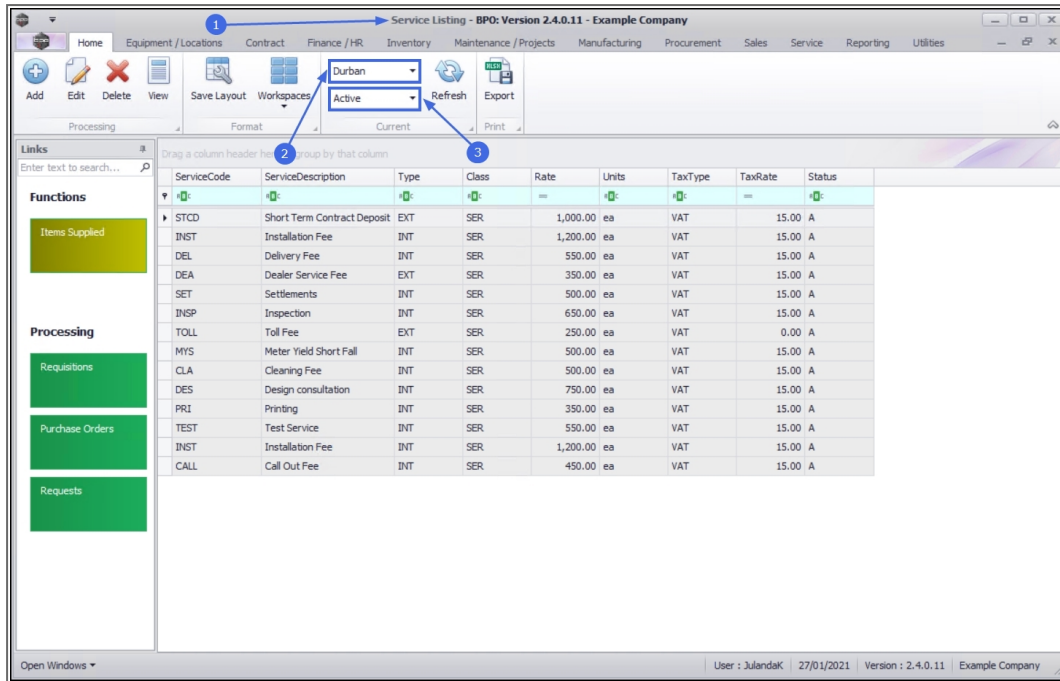 1
Service Listing - BPO: Version 2.4.0.11 - Example Company
Home Equipment / Locations Contract Finance / HR Inventory Maintenance / Projects Manufacturing Procurement Sales Service Reporting Utilities
Add Edit Delete View Save Layout Workspaces Durban Active Refresh Export
Processing Format Current Print
2 3
Links
Enter text to search...
Functions
Items Supplied
Processing
Requisitions
Purchase Orders
Requests
Drag a column header here group by that column
ServiceCode ServiceDescription Type Class Rate Units TaxType TaxRate Status
STCD Short Term Contract Deposit EXT SER 1,000.00 ea VAT 15.00 A
INST Installation Fee INT SER 1,200.00 ea VAT 15.00 A
DEL Delivery Fee INT SER 550.00 ea VAT 15.00 A
DEA Dealer Service Fee EXT SER 350.00 ea VAT 15.00 A
SET Settlements INT SER 500.00 ea VAT 15.00 A
INSP Inspection INT SER 650.00 ea VAT 15.00 A
TOLL Toll Fee EXT SER 250.00 ea VAT 0.00 A
MYS Meter Yield Short Fall INT SER 500.00 ea VAT 15.00 A
CLA Cleaning Fee INT SER 500.00 ea VAT 15.00 A
DES Design consultation INT SER 750.00 ea VAT 15.00 A
PRI Printing INT SER 350.00 ea VAT 15.00 A
TEST Test Service INT SER 550.00 ea VAT 15.00 A
INST Installation Fee INT SER 1,200.00 ea VAT 15.00 A
CALL Call Out Fee INT SER 450.00 ea VAT 15.00 A
Open Windows User : JulandaK 27/01/2021 Version : 2.4.0.11 Example Company